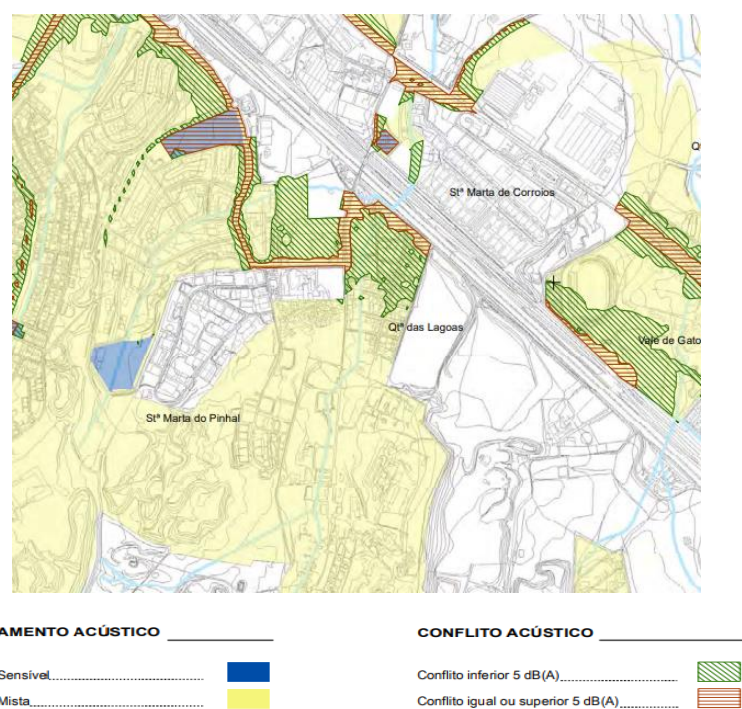 Q
Stª Marta de Corroios
Qtª das Lagoas
Vale de Gato
Stª Marta do Pinhal
AMENTO ACÚSTICO
CONFLITO ACÚSTICO
Sensível
Conflito inferior 5 dB(A)
Mista
Conflito igual ou superior 5 dB(A)